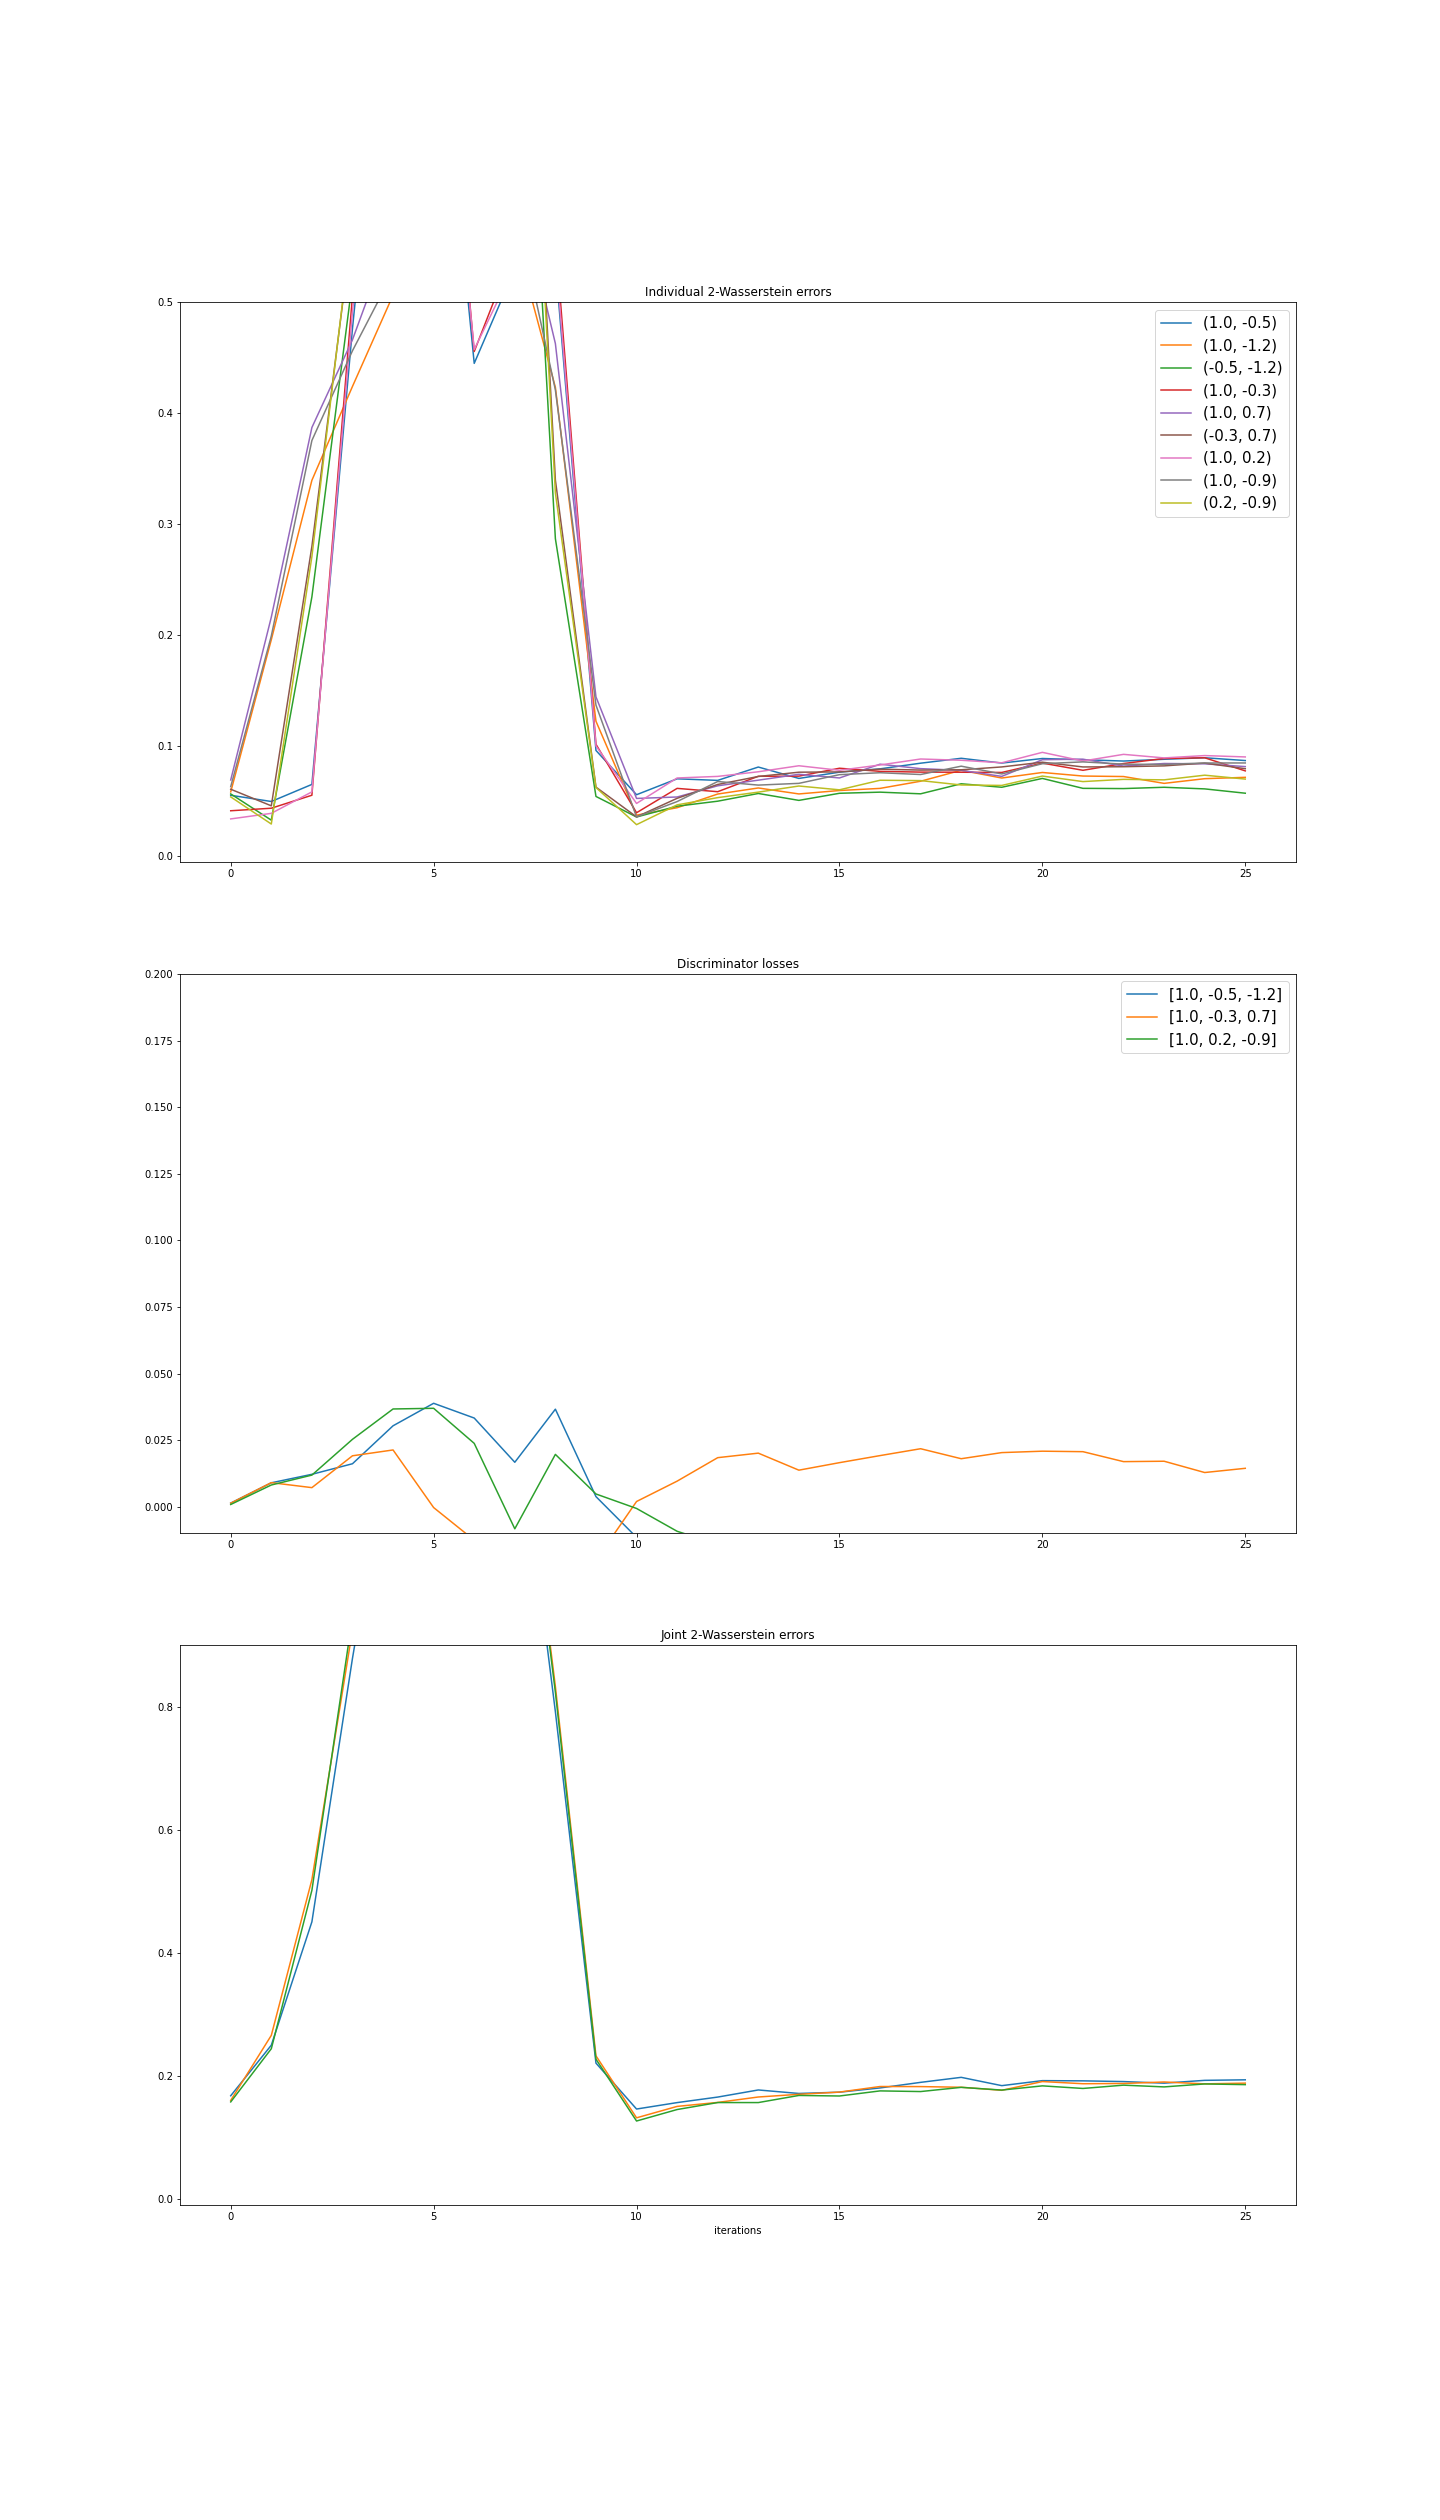 Individual 2-Wasserstein errors
0.5
0.4
0.3
0.2
0.1
0.0
(1.0, -0.5)
(1.0, -1.2)
(-0.5, -1.2)
(1.0, -0.3)
(1.0, 0.7)
(-0.3, 0.7)
(1.0, 0.2)
(1.0, -0.9)
(0.2, -0.9)
0 5 10 15 20 25
Discriminator losses
0.200
0.175
0.150
0.125
0.100
0.075
0.050
0.025
0.000
[1.0, -0.5, -1.2]
[1.0, -0.3, 0.7]
[1.0, 0.2, -0.9]
0 5 10 15 20 25
Joint 2-Wasserstein errors
0.8
0.6
0.4
0.2
0.0
0 5 10 15 20 25
iterations